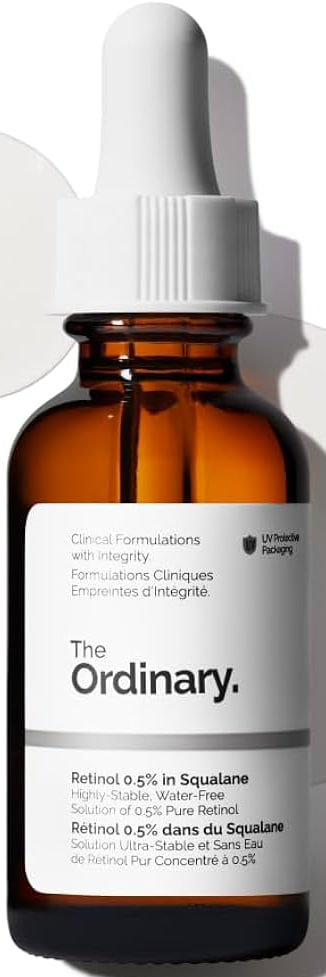 Clinical Formulations
with Integrity.
Formulations Cliniques
Empreintes d'Intégrité.
UV Protective
Packaging
The
Ordinary.
Retinol 0.5% in Squalane
Highly-Stable, Water-Free
Solution of 0.5% Pure Retinol
Rétinol 0.5% dans du Squalane
Solution Ultra-Stable et Sans Eau
de Rétinol Pur Concentré à 0.5%